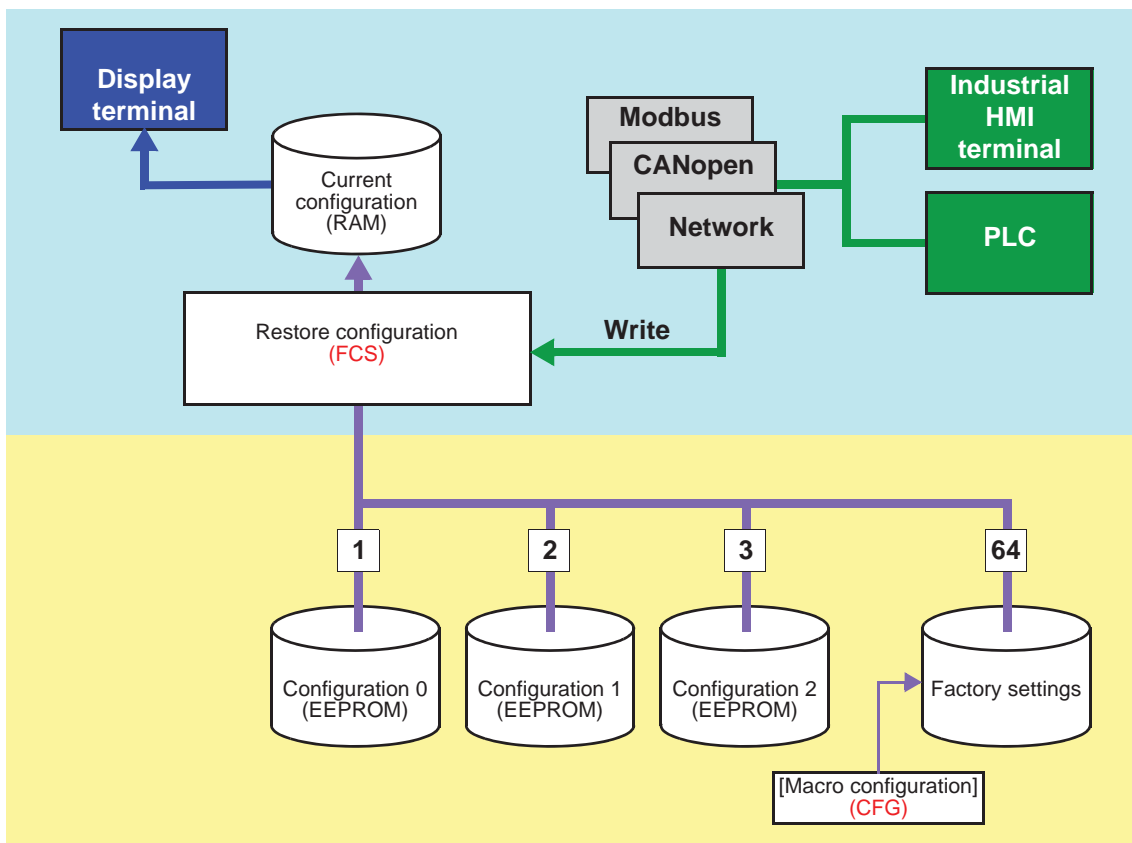 Display
terminal
Current
configuration
(RAM)
Modbus
CANopen
Network
Industrial
HMI
terminal
PLC
Restore configuration
(FCS)
Write
1
2
3
64
Configuration 0
(EEPROM)
Configuration 1
(EEPROM)
Configuration 2
(EEPROM)
Factory settings
[Macro configuration]
(CFG)